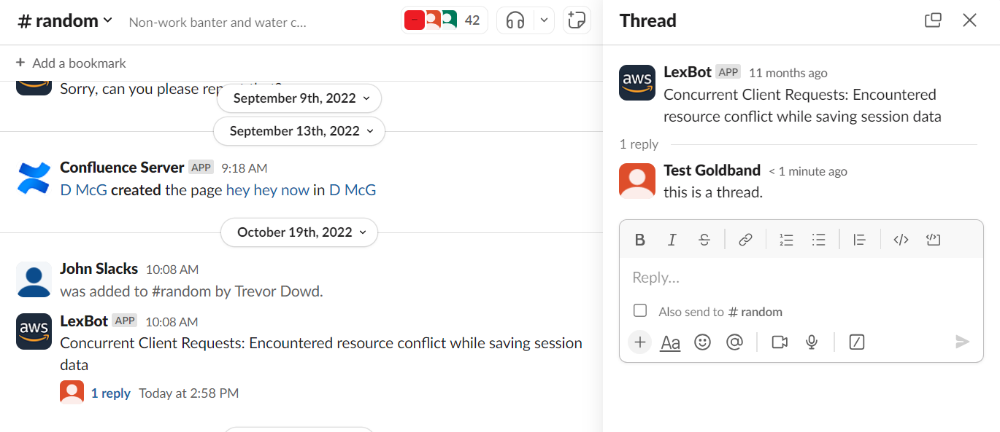 # random
Non-work banter and water c...
42
+ Add a bookmark
aws
Sorry, can you please
September 9th, 2022
September 13th, 2022
Confluence Server APP 9:18 AM
D McG created the page hey hey now in D McG
October 19th, 2022
John Slacks 10:08 AM
was added to #random by Trevor Dowd.
aws
LexBot APP 10:08 AM
Concurrent Client Requests: Encountered resource conflict while saving session
data
1 reply Today at 2:58 PM
Thread
aws
LexBot APP 11 months ago
Concurrent Client Requests: Encountered
resource conflict while saving session data
1 reply
Test Goldband < 1 minute ago
this is a thread.
B I S
Reply...
Also send to # random
+ Aa @